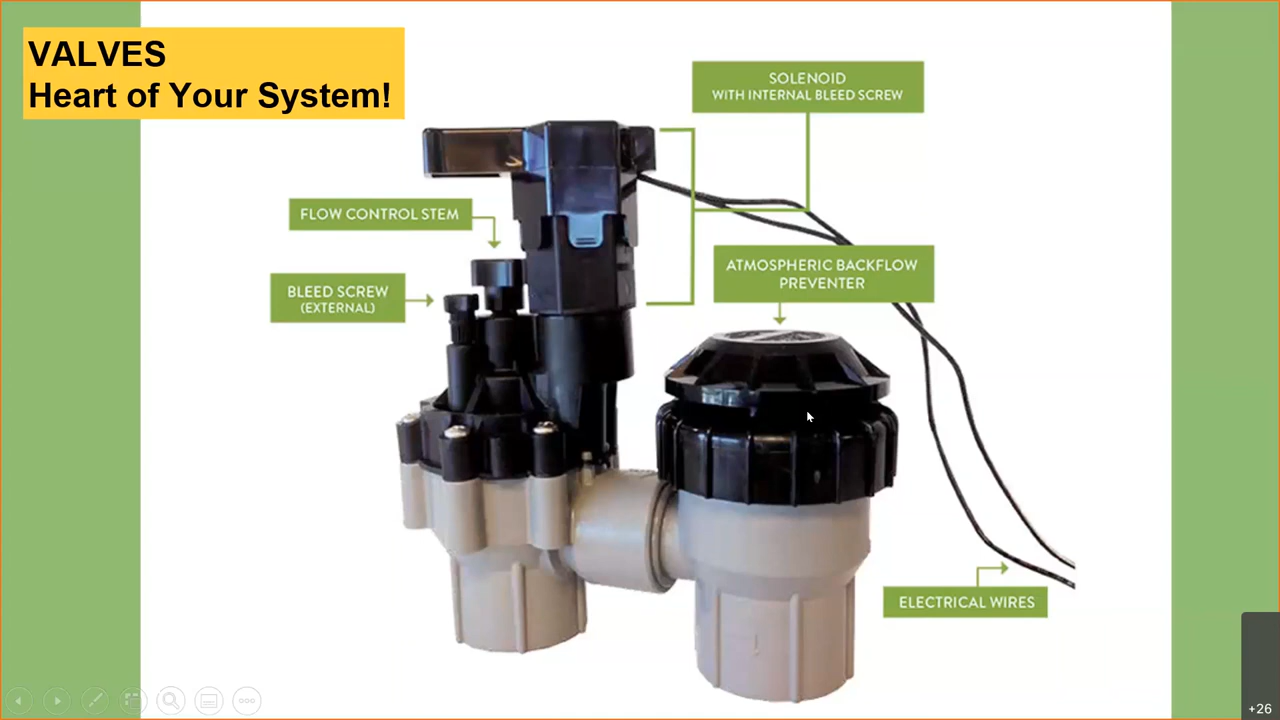 VALVES
Heart of Your System!
SOLENOID
WITH INTERNAL BLEED SCREW
FLOW CONTROL STEM
ATMOSPHERIC BACKFLOW
PREVENTER
BLEED SCREW
(EXTERNAL)
ELECTRICAL WIRES
+26